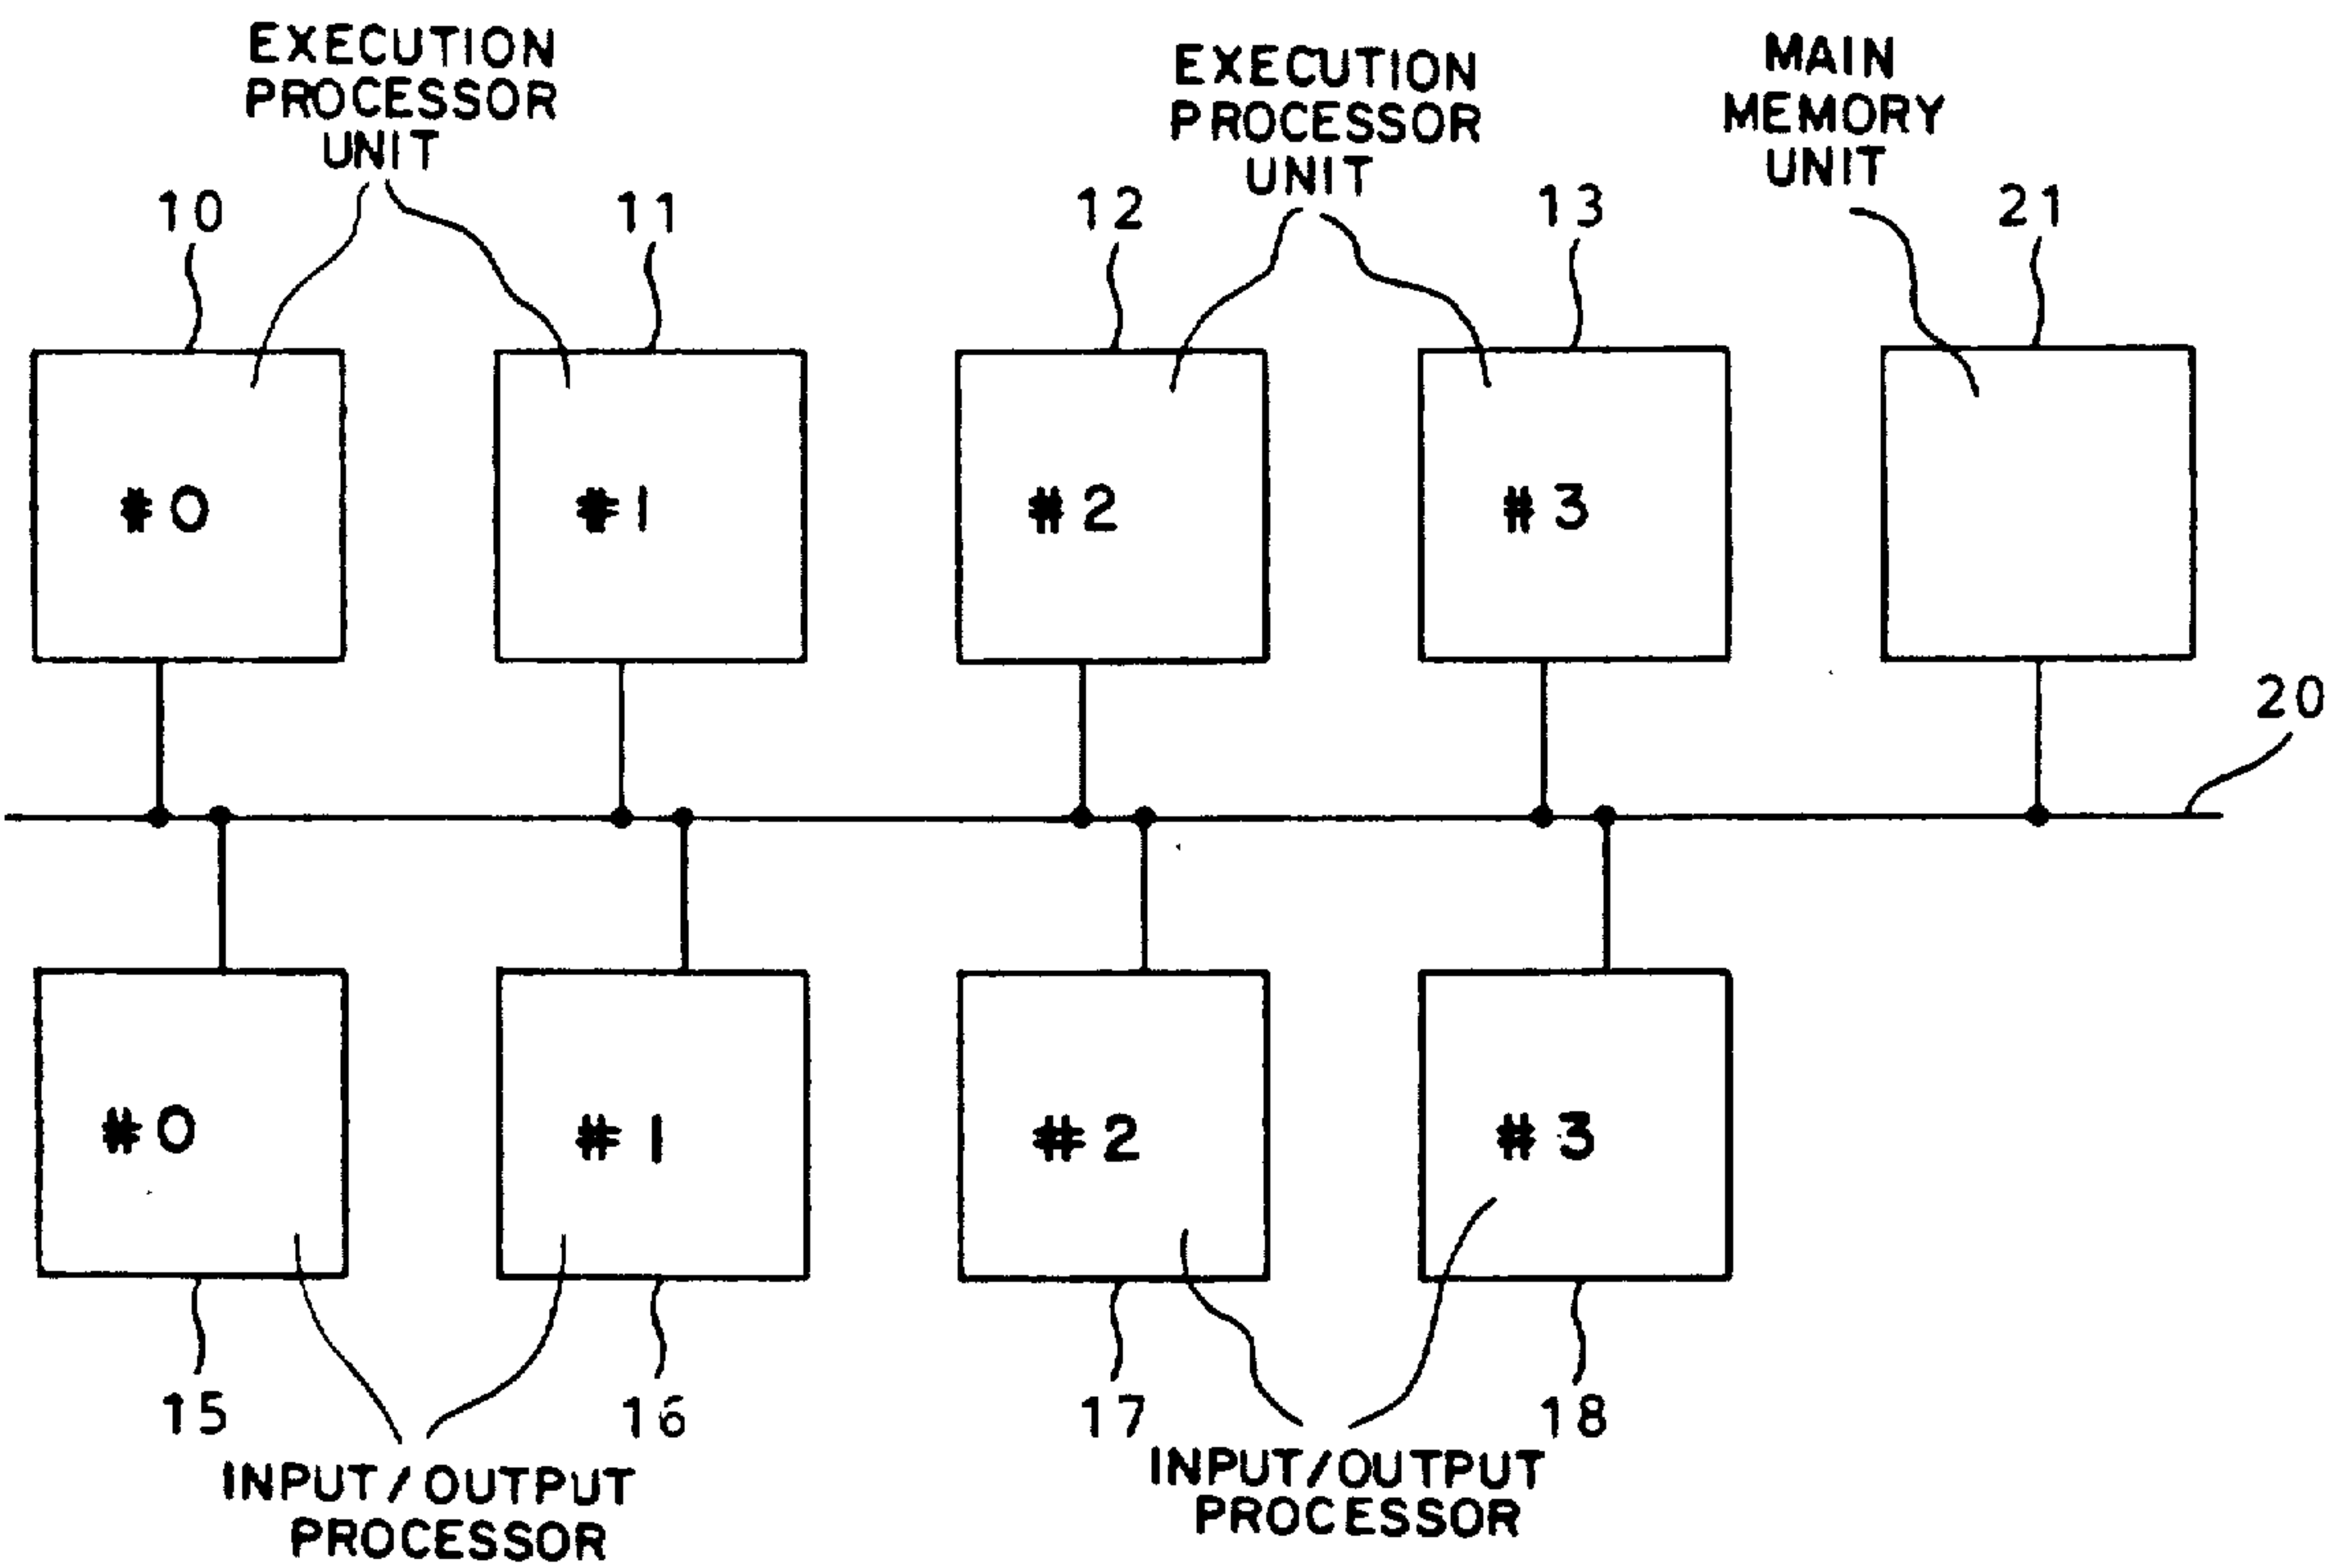 EXECUTION
PROCESSOR
UNIT
EXECUTION
PROCESSOR
UNIT
MAIN
MEMORY
UNIT
10
11
12
13
21
#0
#1
#2
#3
20
#0
#1
#2
#3
15
16
17
18
INPUT/OUTPUT
PROCESSOR
INPUT/OUTPUT
PROCESSOR